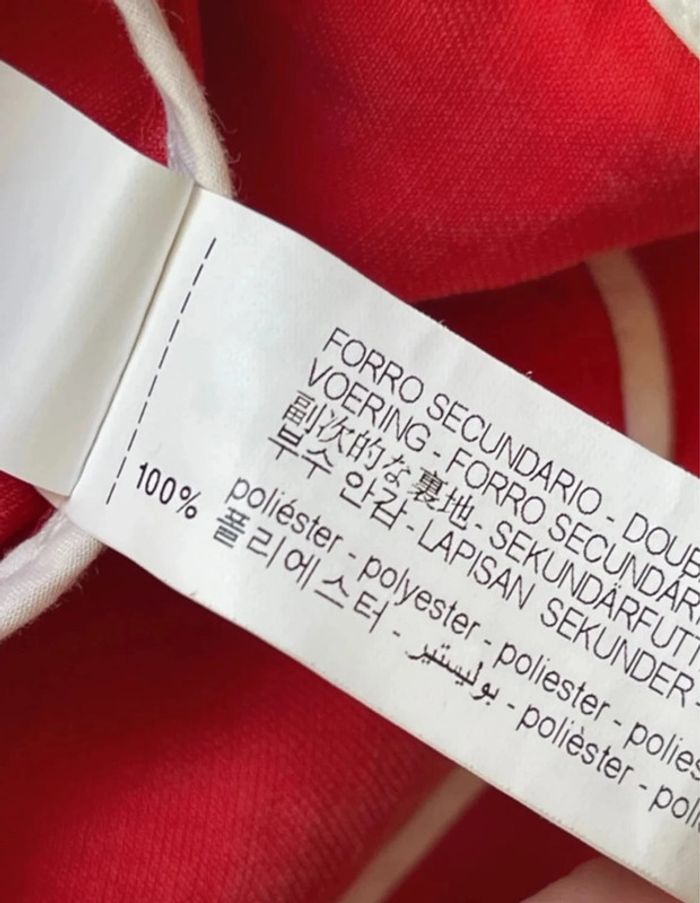 FORRO SECUNDARIO - DOUB
VOERING - FORRO SECUNDAR
副次的な裏地 - SEKUNDÄRFUTT
부수 안감 - LAPISAN SEKUNDER -
100% poliéster - polyester - poliester - polies
폴리에스터 - بوليستير - polièster - poli